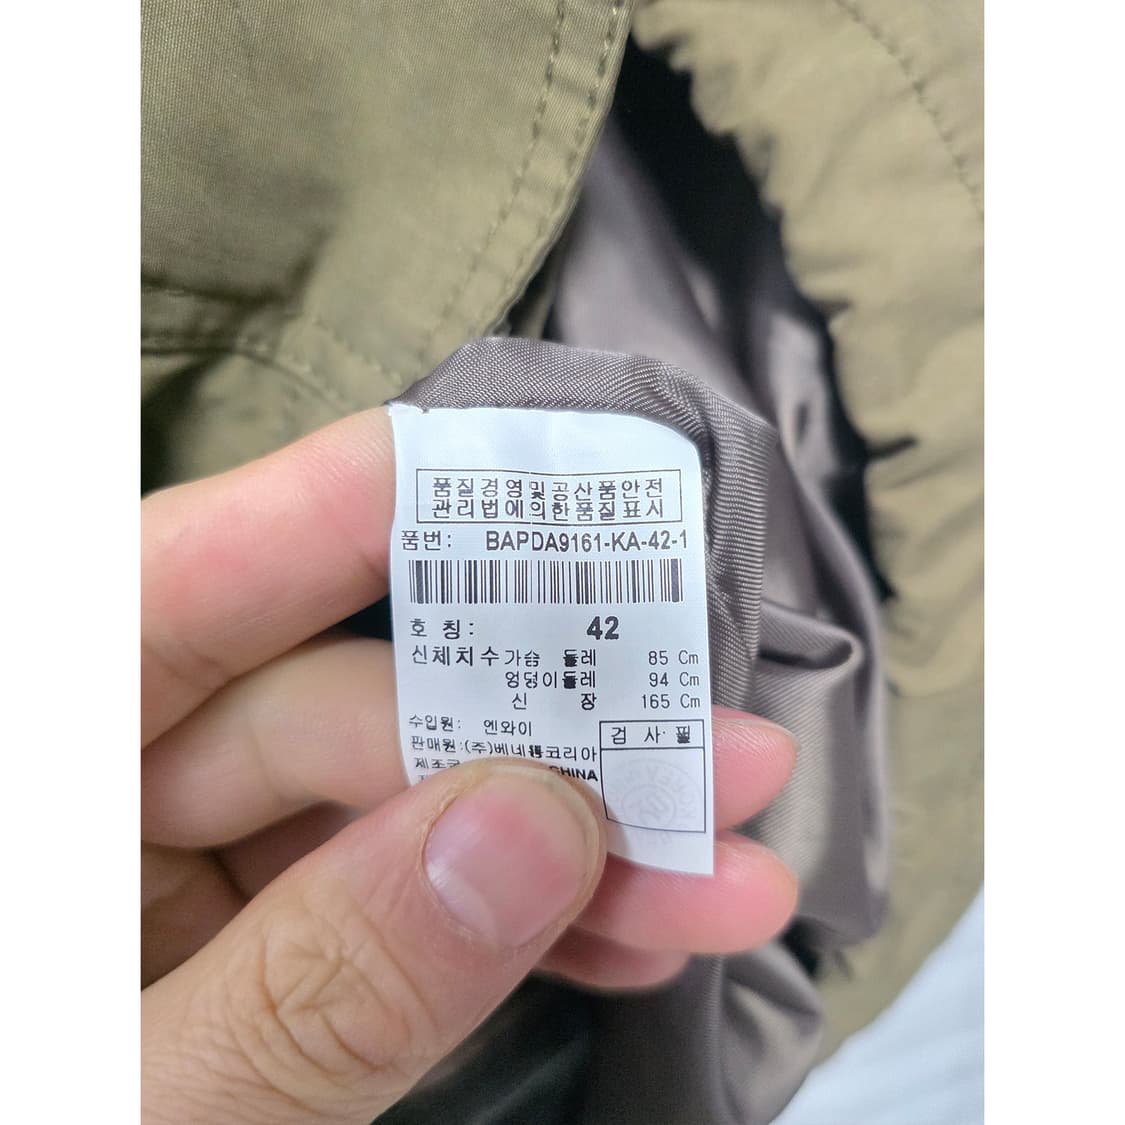 품질경영및공산품안전
관리법에의한품질표시
품번: BAPDA9161-KA-42-1
호 칭: 42
신체치수 가슴 둘레 85 Cm
엉덩이둘레 94 Cm
신 장 165 Cm
수입원: 엔와이
판매원:(주)베네통코리아
검 사 필
제조국 CHINA